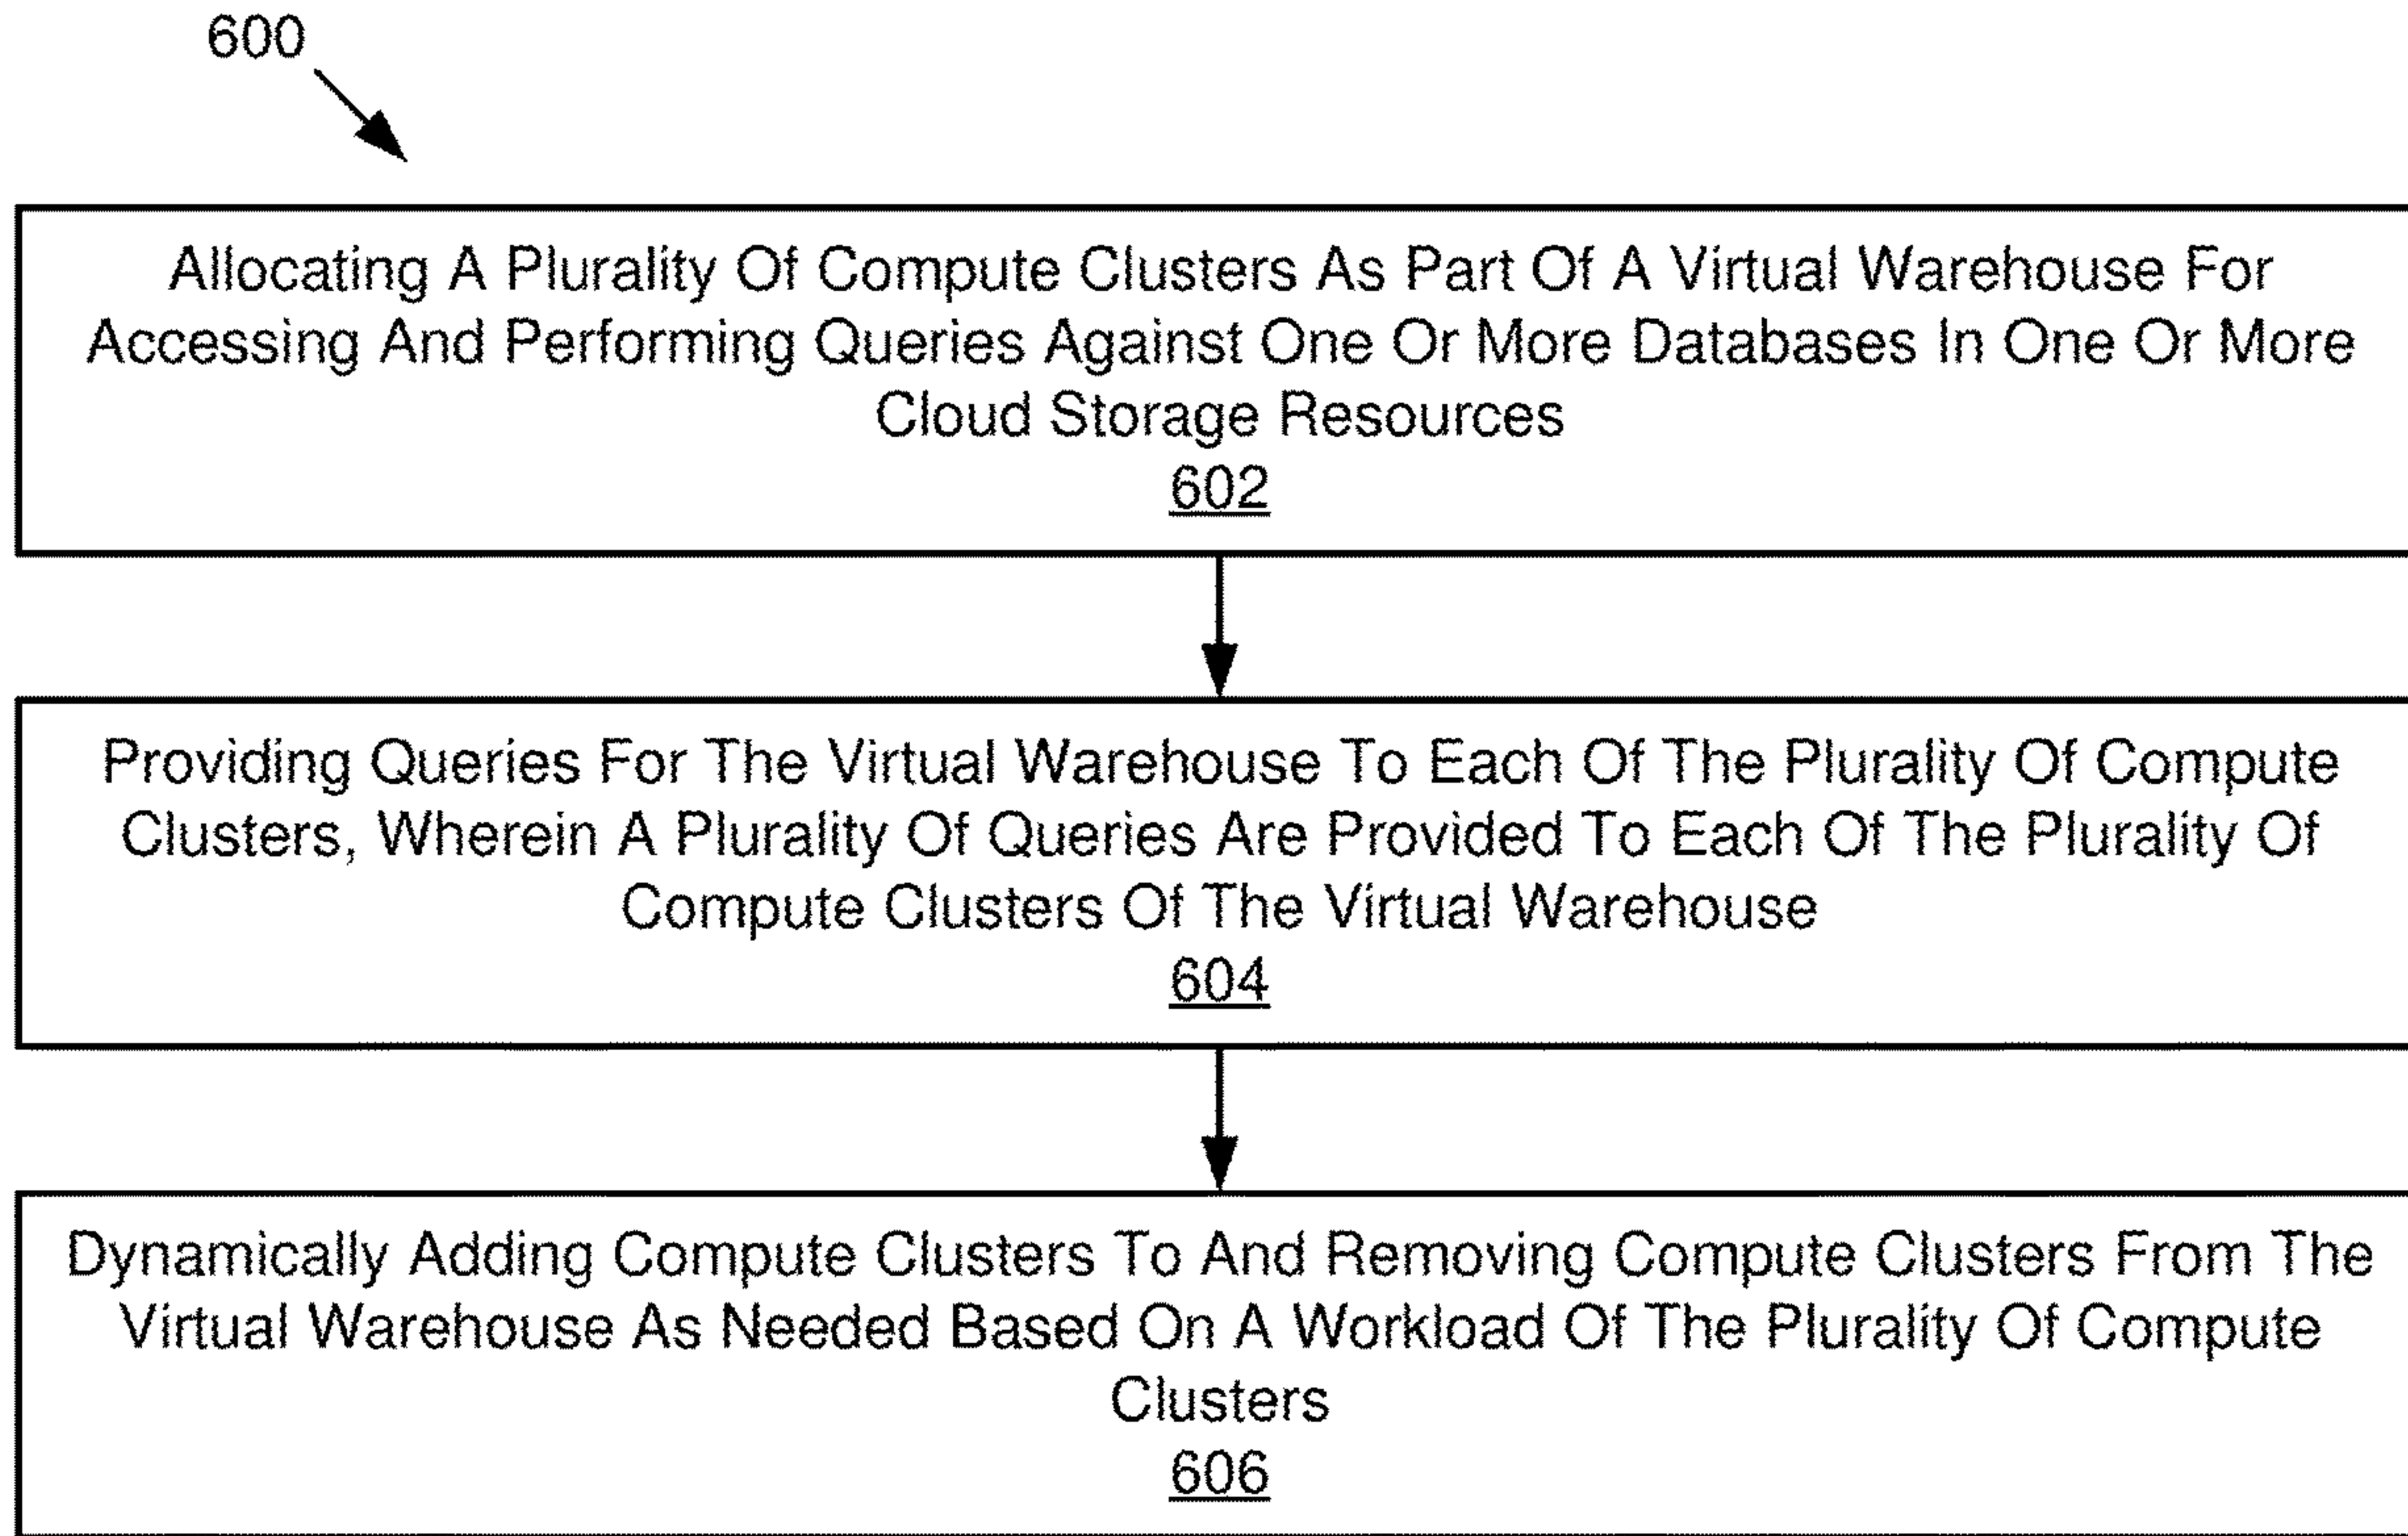 600
Allocating A Plurality Of Compute Clusters As Part Of A Virtual Warehouse For
Accessing And Performing Queries Against One Or More Databases In One Or More
Cloud Storage Resources
602
Providing Queries For The Virtual Warehouse To Each Of The Plurality Of Compute
Clusters, Wherein A Plurality Of Queries Are Provided To Each Of The Plurality Of
Compute Clusters Of The Virtual Warehouse
604
Dynamically Adding Compute Clusters To And Removing Compute Clusters From The
Virtual Warehouse As Needed Based On A Workload Of The Plurality Of Compute
Clusters
606